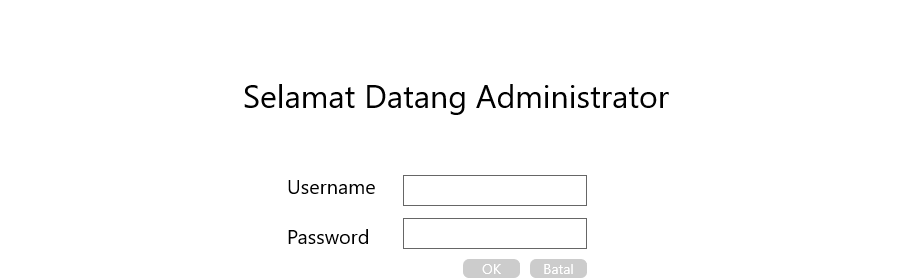 Selamat Datang Administrator
Username
Password
OK Batal